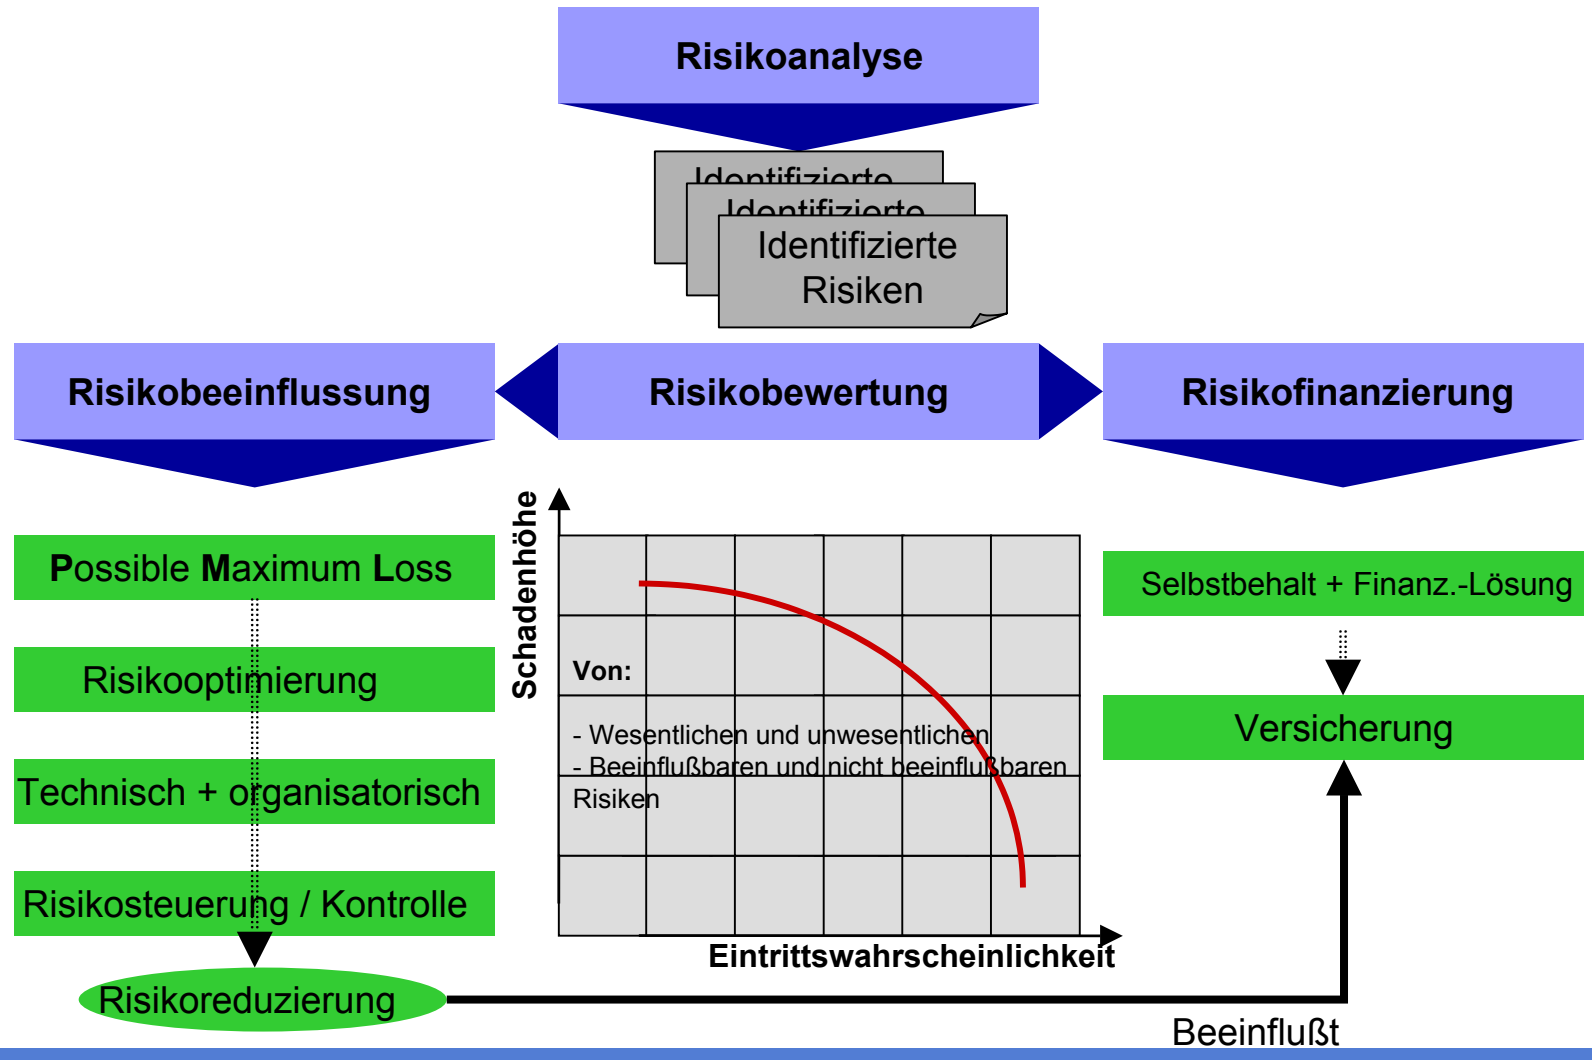 Risikoanalyse
Identifizierte
Identifizierte
Identifizierte
Risiken
Risikobeeinflussung
Risikobewertung
Risikofinanzierung
Possible Maximum Loss
Risikooptimierung
Technisch + organisatorisch
Risikosteuerung / Kontrolle
Risikoreduzierung
Schadenhöhe
Von:
- Wesentlichen und unwesentlichen
- Beeinflußbaren und nicht beeinflußbaren
Risiken
Eintrittswahrscheinlichkeit
Selbstbehalt + Finanz.-Lösung
Versicherung
Beeinflußt